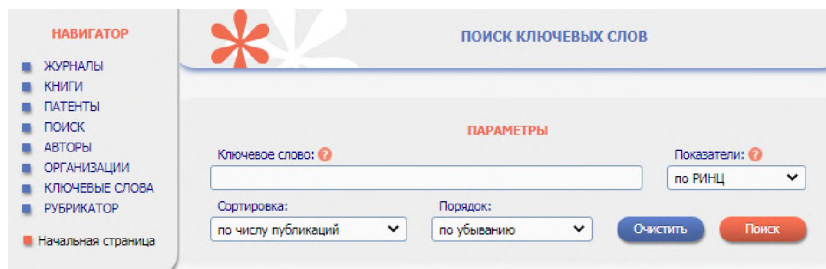 НАВИГАТОР
ЖУРНАЛЫ
КНИГИ
ПАТЕНТЫ
ПОИСК
АВТОРЫ
ОРГАНИЗАЦИИ
КЛЮЧЕВЫЕ СЛОВА
РУБРИКАТОР
Начальная страница
ПОИСК КЛЮЧЕВЫХ СЛОВ
ПАРАМЕТРЫ
Ключевое слово: ?
Показатели: ?
по РИНЦ
Сортировка:
Порядок:
по числу публикаций
по убыванию
Очистить
Поиск